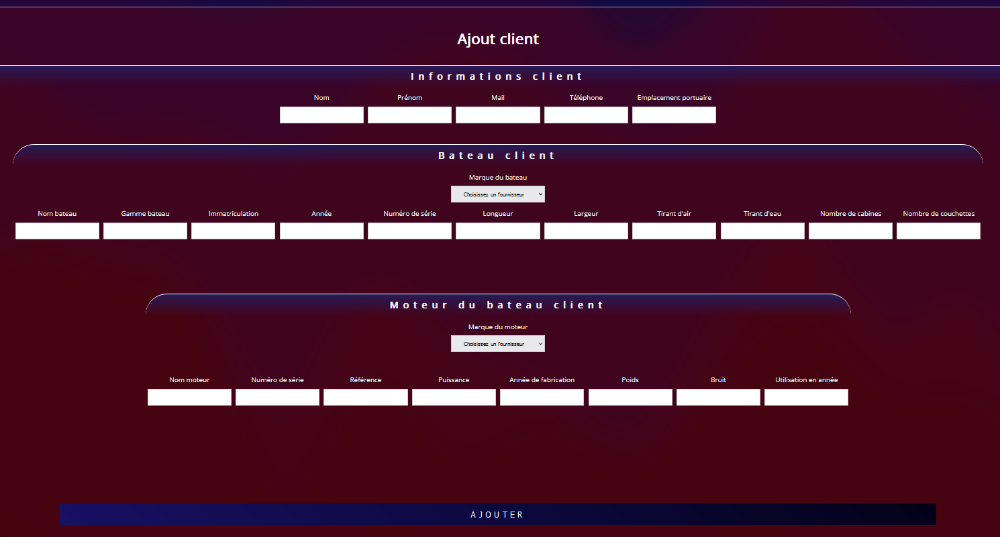 Ajout client
Informations client
Nom Prénom Mail Téléphone Emplacement portuaire
Bateau client
Marque du bateau
Choisissez un fournisseur
Nom bateau Gamme bateau Immatriculation Année Numéro de série Longueur Largeur Tirant d'air Tirant d'eau Nombre de cabines Nombre de couchettes
Moteur du bateau client
Marque du moteur
Choisissez un fournisseur
Nom moteur Numéro de série Référence Puissance Année de fabrication Poids Bruit Utilisation en année
AJOUTER